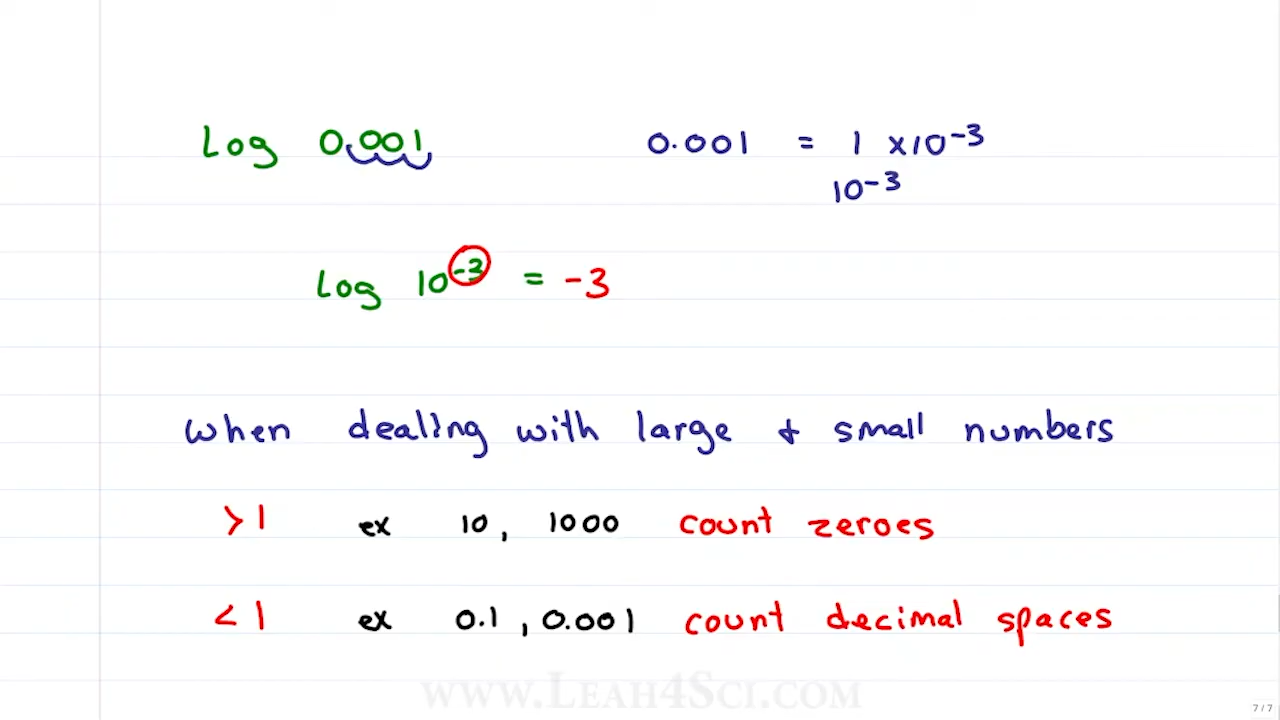 Log 0.001 0.001 = 1 x10⁻³
10⁻³
Log 10⁻³ = -3
when dealing with large & small numbers
>1 ex 10, 1000 count zeroes
<1 ex 0.1, 0.001 count decimal spaces
www.Leah4Sci.com
7/7